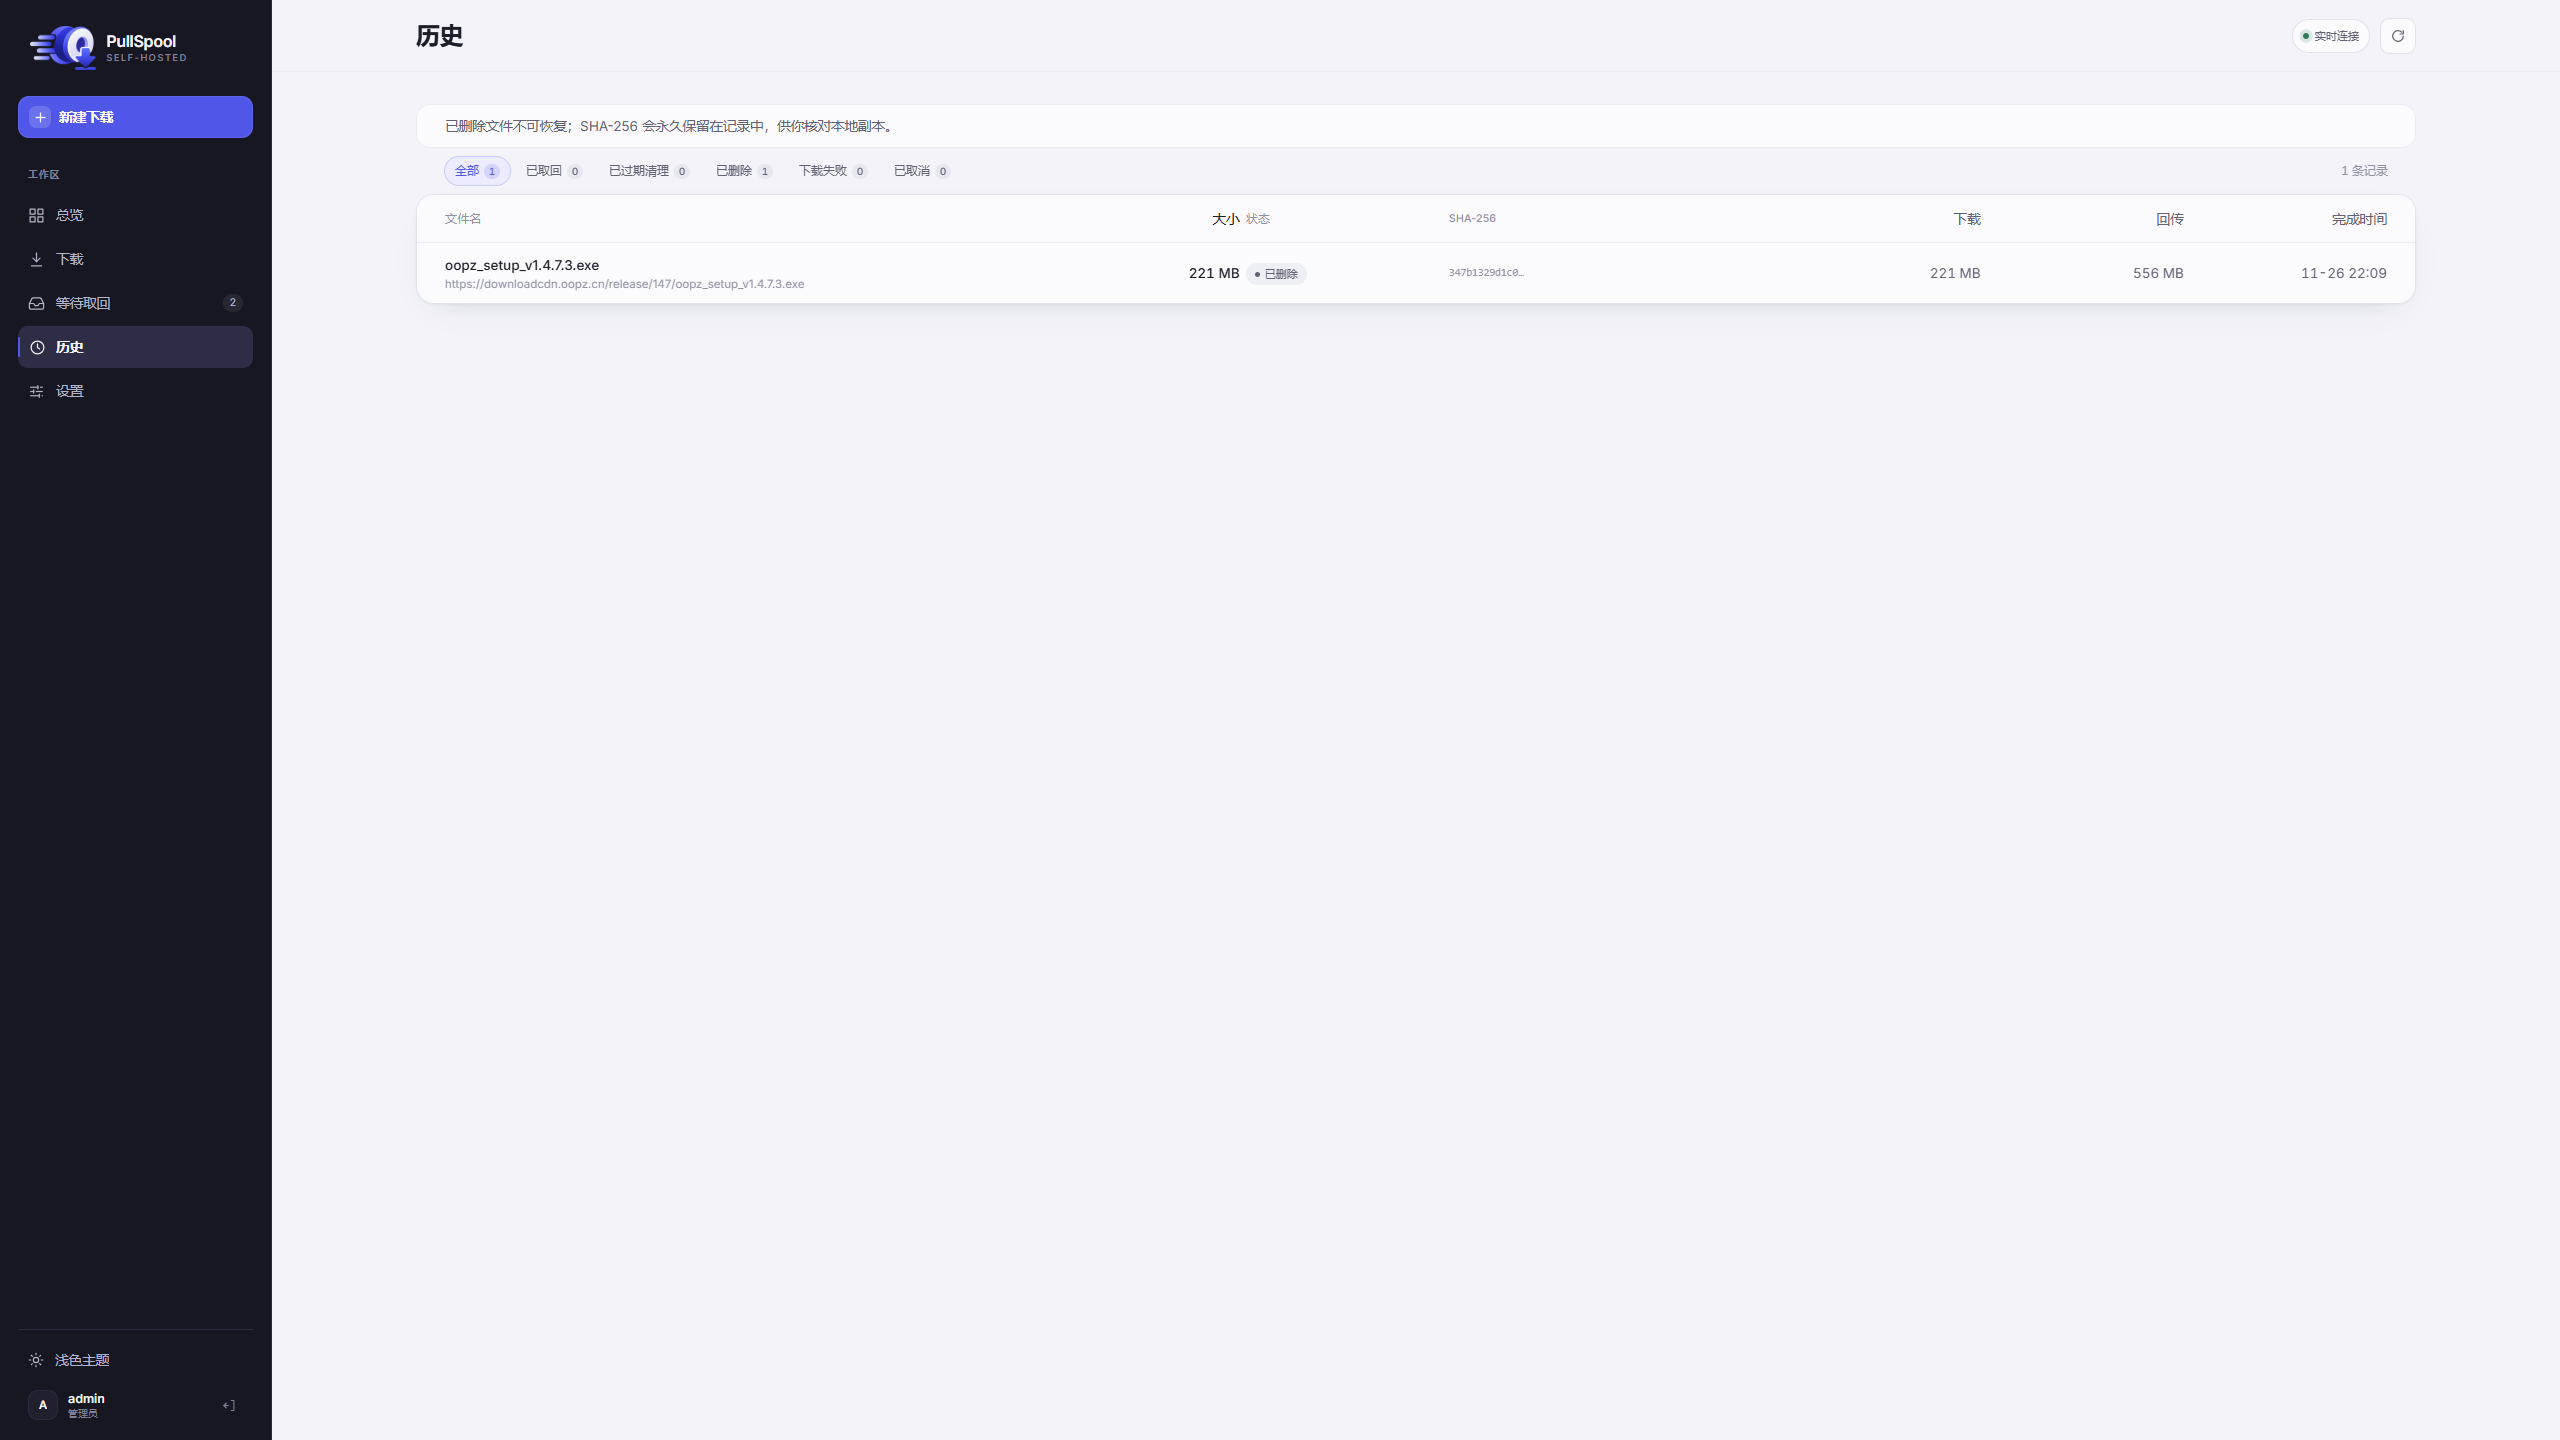 PullSpool
SELF-HOSTED
新建下载
工作区
总览
下载
等待取回 2
历史
设置
浅色主题
A
admin
管理员
历史
实时连接
已删除文件不可恢复；SHA-256 会永久保留在记录中，供你核对本地副本。
全部 1 已取回 0 已过期清理 0 已删除 1 下载失败 0 已取消 0 1 条记录
文件名 大小 状态 SHA-256 下载 回传 完成时间
oopz_setup_v1.4.7.3.exe 221 MB 已删除 347b1329d1c0… 221 MB 556 MB 11-26 22:09
https://downloadcdn.oopz.cn/release/147/oopz_setup_v1.4.7.3.exe